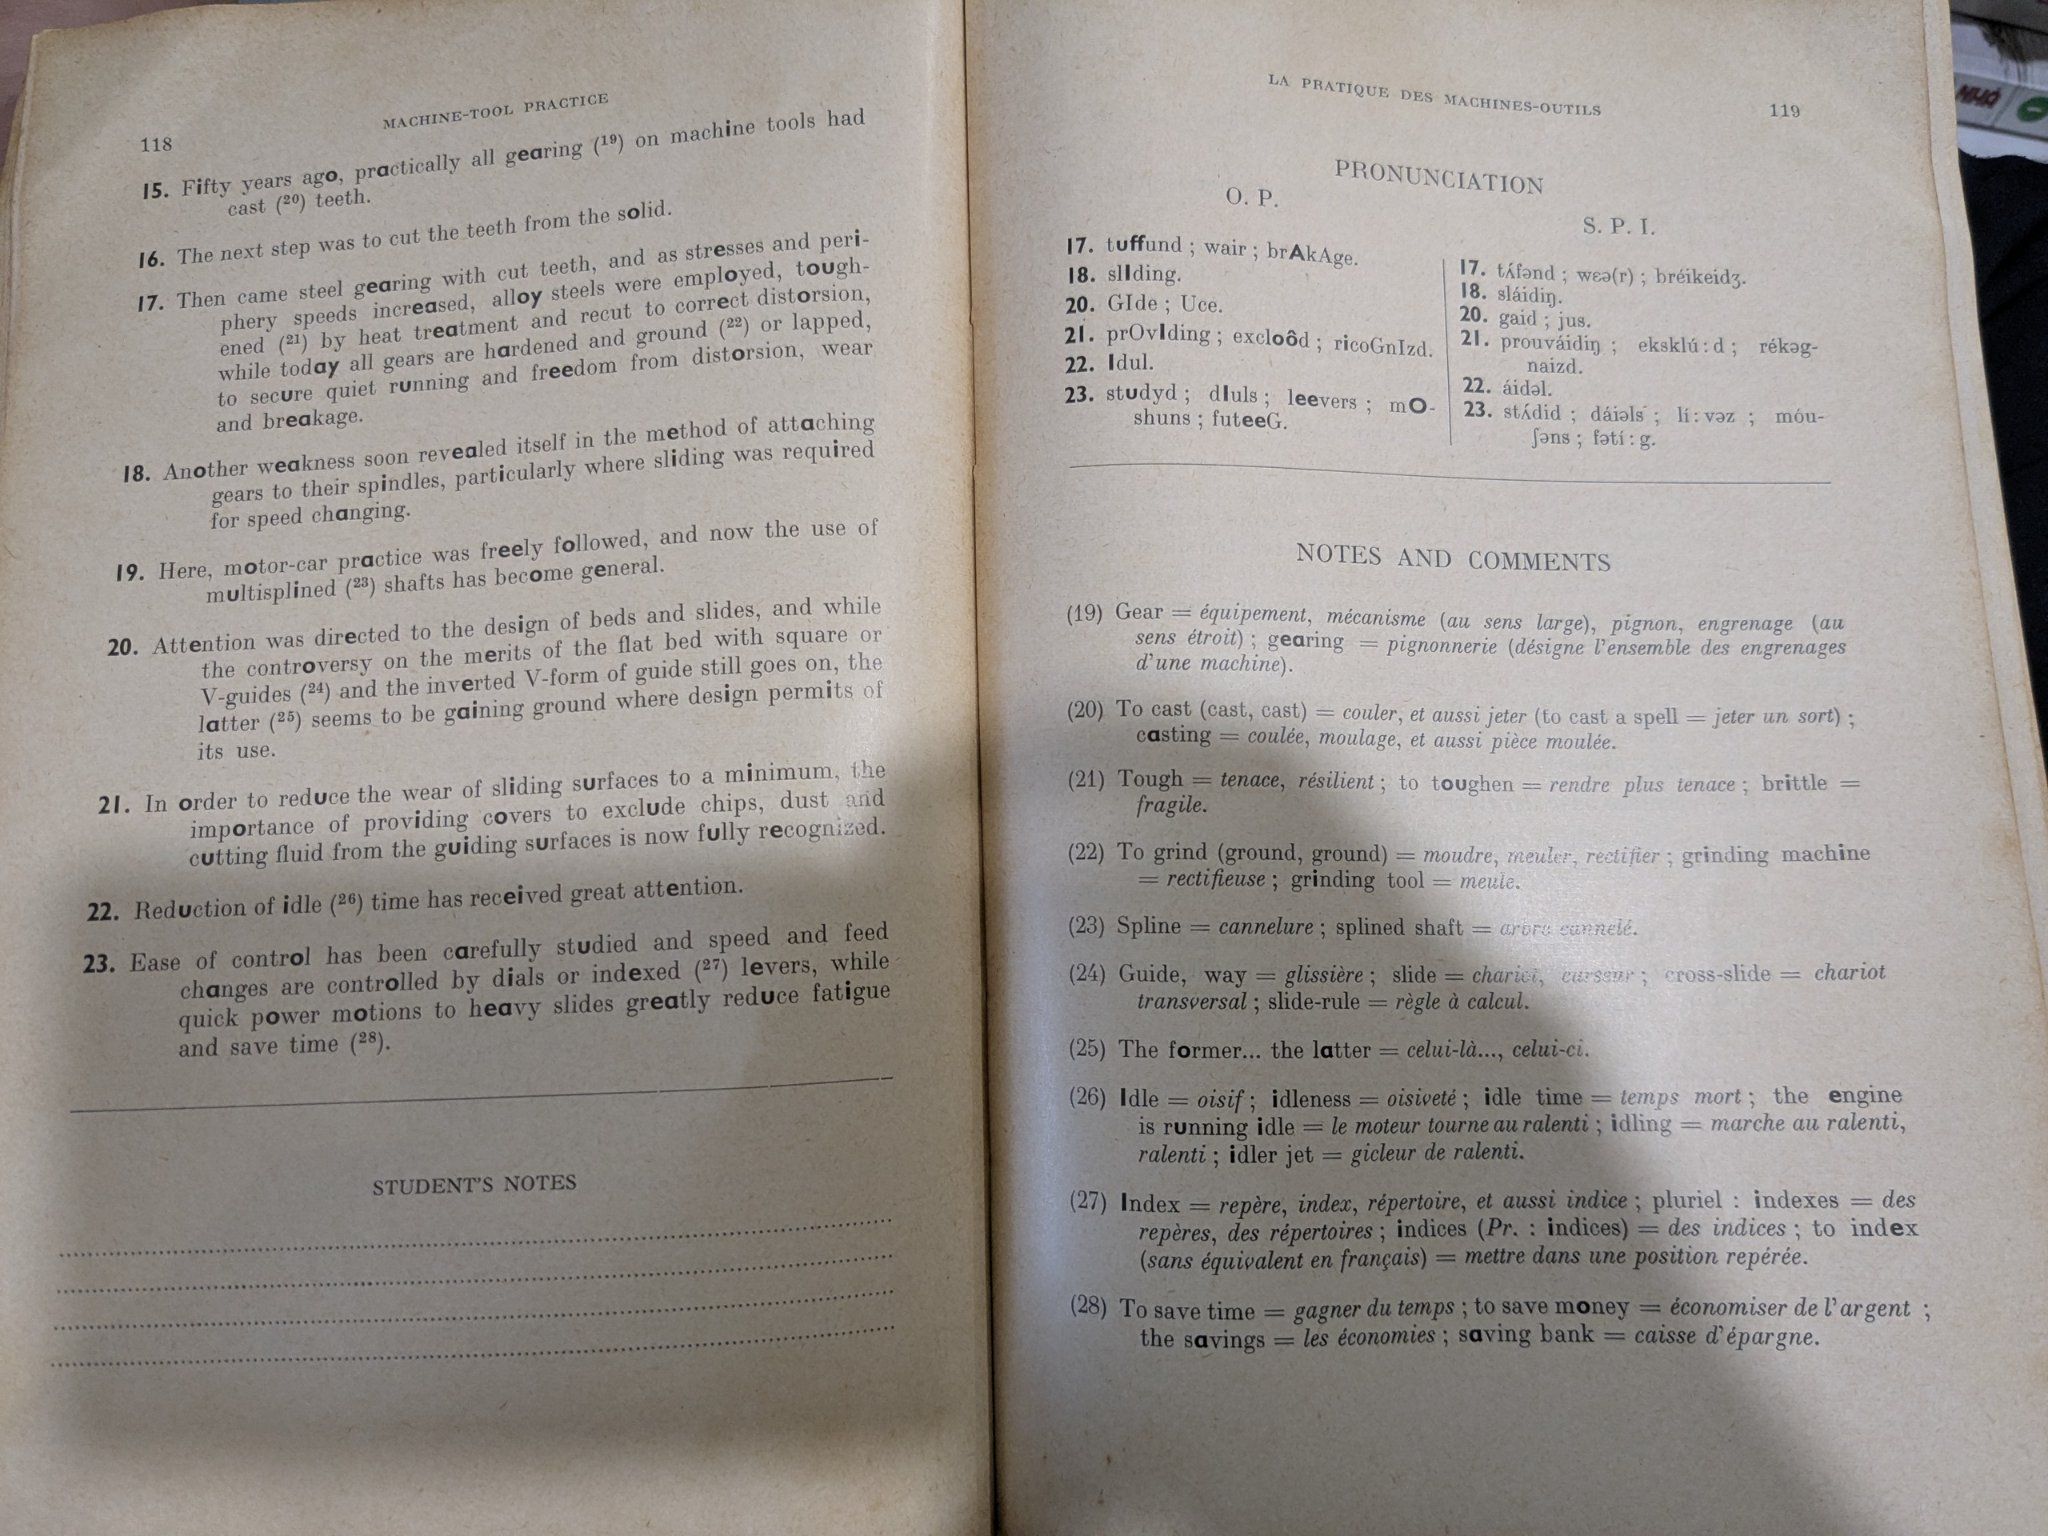 MACHINE-TOOL PRACTICE
118
15. Fifty years ago, practically all gearing (¹⁹) on machine tools had
cast (²⁰) teeth.
16. The next step was to cut the teeth from the solid.
17. Then came steel gearing with cut teeth, and as stresses and peri-
phery speeds increased, alloy steels were employed, tough-
ened (²¹) by heat treatment and recut to correct distorsion,
while today all gears are hardened and ground (²²) or lapped,
to secure quiet running and freedom from distorsion, wear
and breakage.
18. Another weakness soon revealed itself in the method of attaching
gears to their spindles, particularly where sliding was required
for speed changing.
19. Here, motor-car practice was freely followed, and now the use of
multisplined (²³) shafts has become general.
20. Attention was directed to the design of beds and slides, and while
the controversy on the merits of the flat bed with square or
V-guides (²⁴) and the inverted V-form of guide still goes on, the
latter (²⁵) seems to be gaining ground where design permits of
its use.
21. In order to reduce the wear of sliding surfaces to a minimum, the
importance of providing covers to exclude chips, dust and
cutting fluid from the guiding surfaces is now fully recognized.
22. Reduction of idle (²⁶) time has received great attention.
23. Ease of control has been carefully studied and speed and feed
changes are controlled by dials or indexed (²⁷) levers, while
quick power motions to heavy slides greatly reduce fatigue
and save time (²⁸).
STUDENT'S NOTES
LA PRATIQUE DES MACHINES-OUTILS
119
PRONUNCIATION
O. P.
17. tuffund ; wair ; brAkAge.
18. slIding.
20. GIde ; Uce.
21. prOvIding ; excloôd ; ricoGnIzd.
22. Idul.
23. studyd ; dIuls ; leevers ; mO-
shuns ; futeeG.
S. P. I.
17. tʌ́fənd ; wɛə(r) ; bréikeidʒ.
18. sláidiŋ.
20. gaid ; jus.
21. prouváidiŋ ; eksklú:d ; rékəg-
naizd.
22. áidəl.
23. stʌ́did ; dáiəls ; lí:vəz ; móu-
ʃəns ; fətí:g.
NOTES AND COMMENTS
(19) Gear = équipement, mécanisme (au sens large), pignon, engrenage (au
sens étroit) ; gearing = pignonnerie (désigne l'ensemble des engrenages
d'une machine).
(20) To cast (cast, cast) = couler, et aussi jeter (to cast a spell = jeter un sort) ;
casting = coulée, moulage, et aussi pièce moulée.
(21) Tough = tenace, résilient ; to toughen = rendre plus tenace ; brittle =
fragile.
(22) To grind (ground, ground) = moudre, meuler, rectifier ; grinding machine
= rectifieuse ; grinding tool = meule.
(23) Spline = cannelure ; splined shaft = arbre cannelé.
(24) Guide, way = glissière ; slide = chariot, curseur ; cross-slide = chariot
transversal ; slide-rule = règle à calcul.
(25) The former... the latter = celui-là..., celui-ci.
(26) Idle = oisif ; idleness = oisiveté ; idle time = temps mort ; the engine
is running idle = le moteur tourne au ralenti ; idling = marche au ralenti,
ralenti ; idler jet = gicleur de ralenti.
(27) Index = repère, index, répertoire, et aussi indice ; pluriel : indexes = des
repères, des répertoires ; indices (Pr. : indices) = des indices ; to index
(sans équivalent en français) = mettre dans une position repérée.
(28) To save time = gagner du temps ; to save money = économiser de l'argent ;
the savings = les économies ; saving bank = caisse d'épargne.